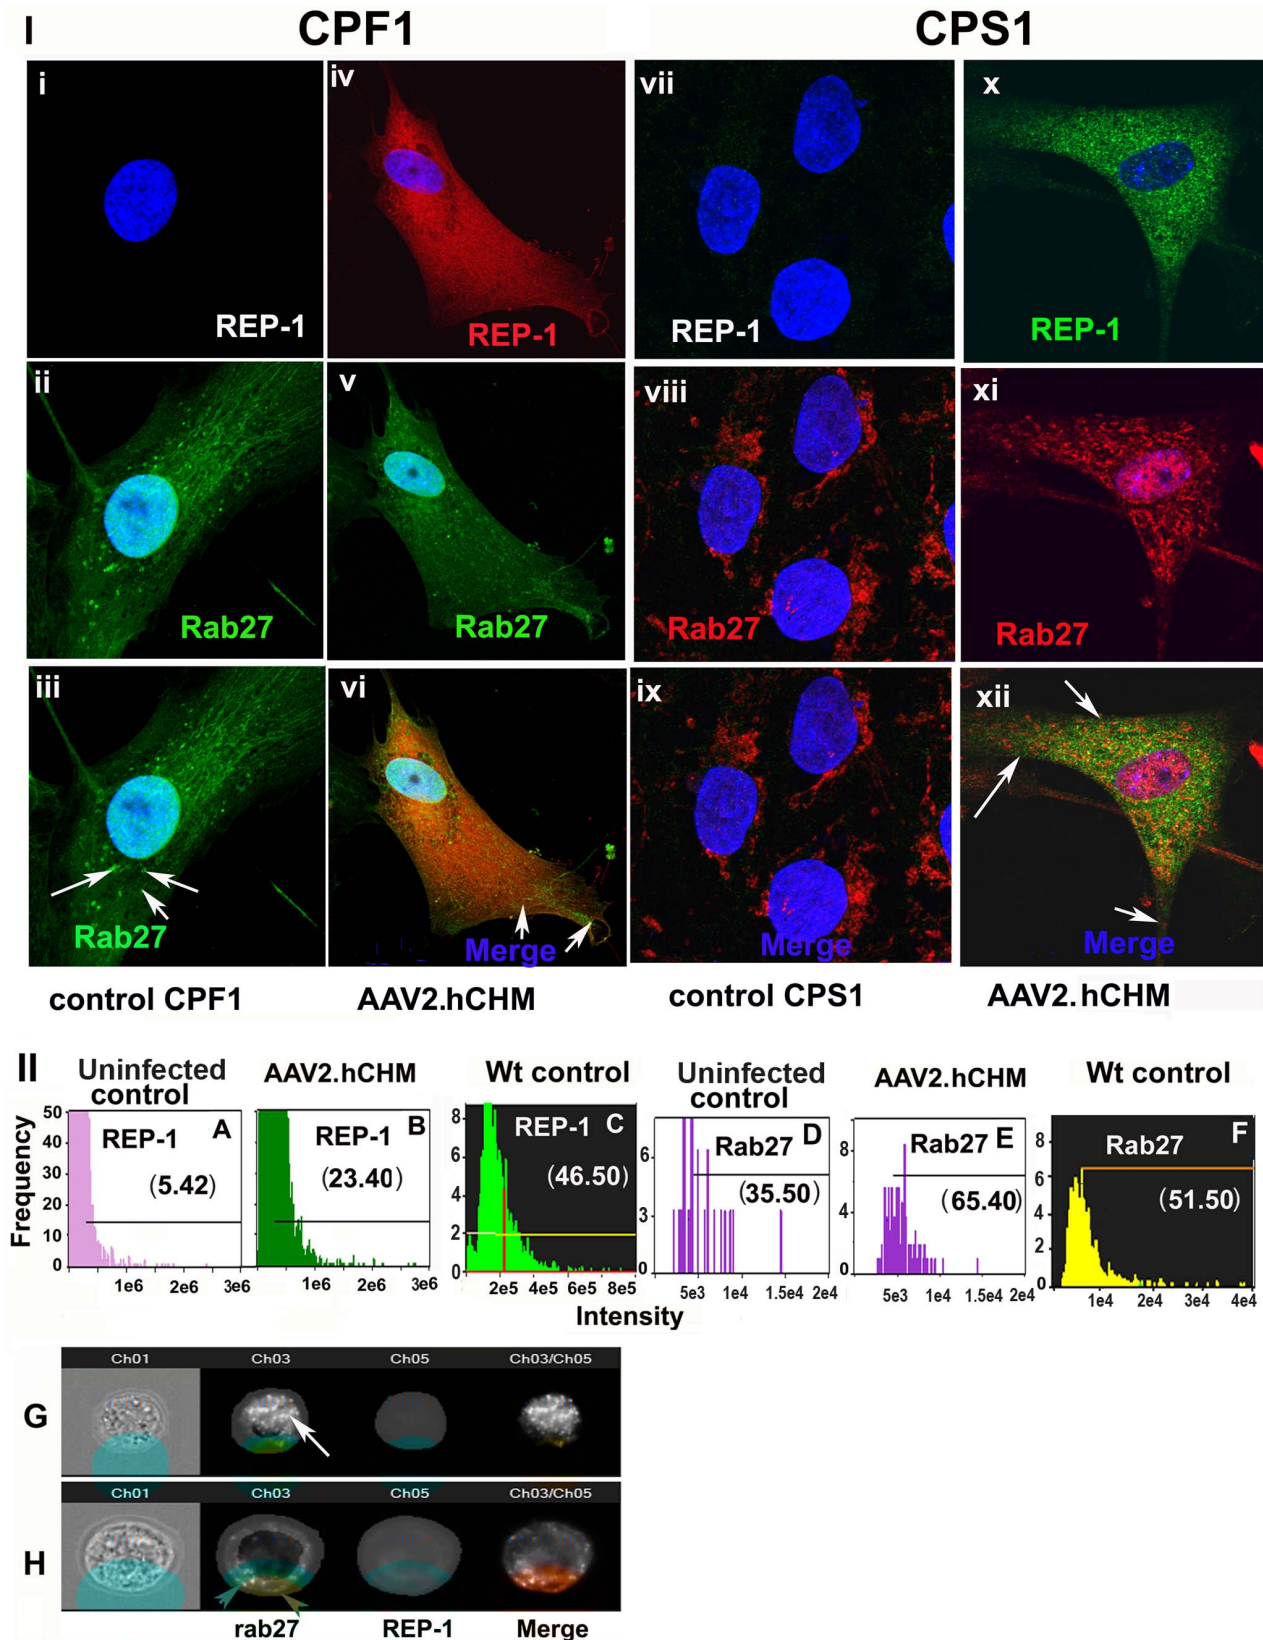 I
CPF1
CPS1
i
REP-1
iv
REP-1
vii
REP-1
x
REP-1
ii
Rab27
v
Rab27
viii
Rab27
xi
Rab27
iii
Rab27
vi
Merge
ix
Merge
xii
Merge
control CPF1
AAV2.hCHM
control CPS1
AAV2.hCHM
II
Uninfected
control
AAV2.hCHM
Wt control
Uninfected
control
AAV2.hCHM
Wt control
Frequency
50
40
30
20
10
0
A
REP-1
(5.42)
1e6 2e6 3e6
B
REP-1
(23.40)
1e6 2e6 3e6
8
6
4
2
0
REP-1 C
(46.50)
2e5 4e5 6e5 8e5
6
3
0
Rab27 D
(35.50)
5e3 1e4 1.5e4 2e4
8
4
0
Rab27 E
(65.40)
5e3 1e4 1.5e4 2e4
8
6
4
2
0
F
Rab27
(51.50)
1e4 2e4 3e4 4e4
Intensity
Ch01 Ch03 Ch05 Ch03/Ch05
G
Ch01 Ch03 Ch05 Ch03/Ch05
H
rab27 REP-1 Merge